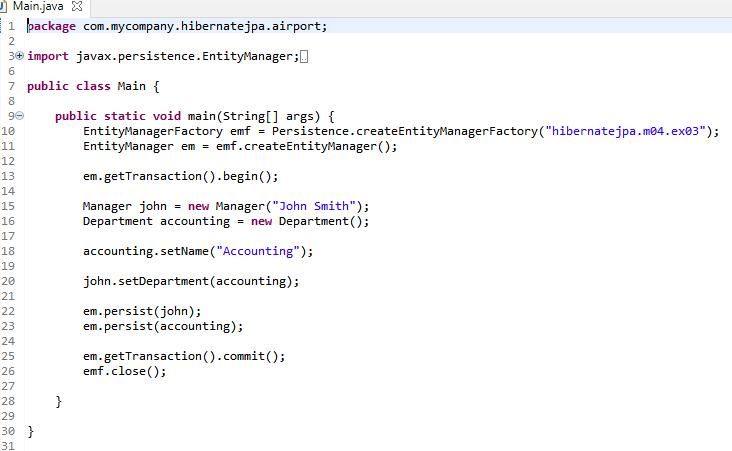 Main.java
1 package com.mycompany.hibernatejpa.airport;
2
3 import javax.persistence.EntityManager;
6
7 public class Main {
8
9 public static void main(String[] args) {
10 EntityManagerFactory emf = Persistence.createEntityManagerFactory("hibernatejpa.m04.ex03");
11 EntityManager em = emf.createEntityManager();
12
13 em.getTransaction().begin();
14
15 Manager john = new Manager("John Smith");
16 Department accounting = new Department();
17
18 accounting.setName("Accounting");
19
20 john.setDepartment(accounting);
21
22 em.persist(john);
23 em.persist(accounting);
24
25 em.getTransaction().commit();
26 emf.close();
27
28 }
29
30 }
31